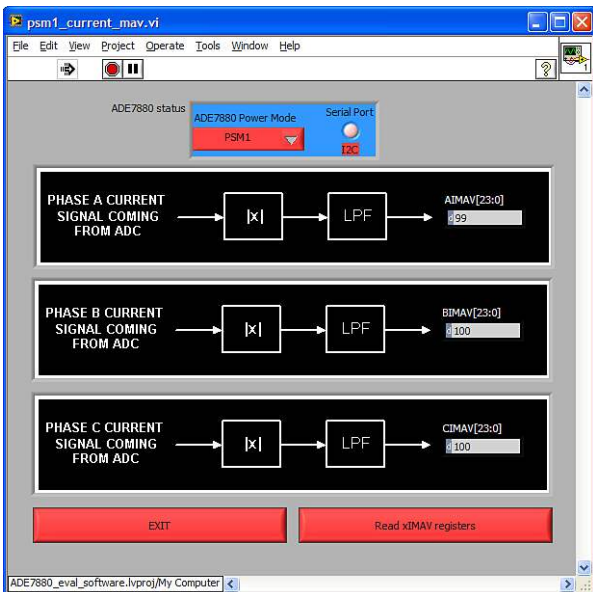 psm1_current_mav.vi
File Edit View Project Operate Tools Window Help
?
1
ADE7880 status
ADE7880 Power Mode
PSM1
Serial Port
I2C
PHASE A CURRENT
SIGNAL COMING
FROM ADC
|x|
LPF
AIMAV[23:0]
d 99
PHASE B CURRENT
SIGNAL COMING
FROM ADC
|x|
LPF
BIMAV[23:0]
d 100
PHASE C CURRENT
SIGNAL COMING
FROM ADC
|x|
LPF
CIMAV[23:0]
d 100
EXIT
Read xIMAV registers
ADE7880_eval_software.lvproj/My Computer